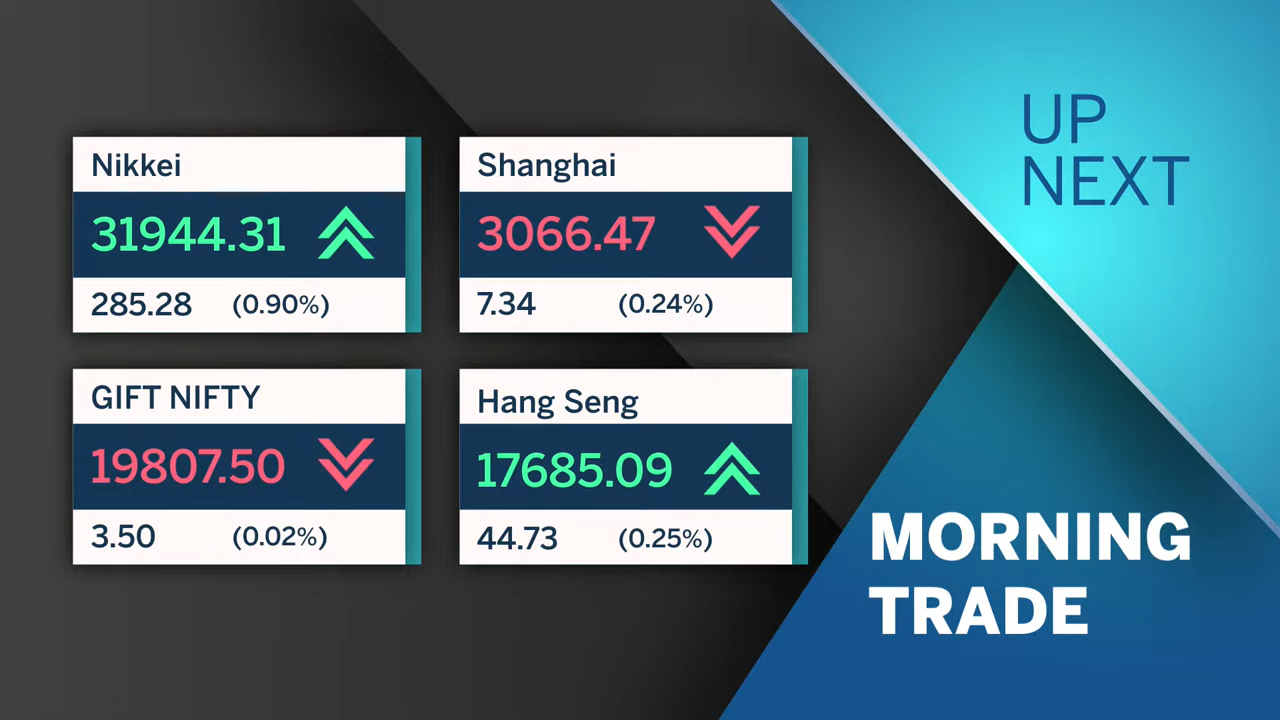 Nikkei
31944.31
285.28 (0.90%)
Shanghai
3066.47
7.34 (0.24%)
GIFT NIFTY
19807.50
3.50 (0.02%)
Hang Seng
17685.09
44.73 (0.25%)
UP
NEXT
MORNING
TRADE